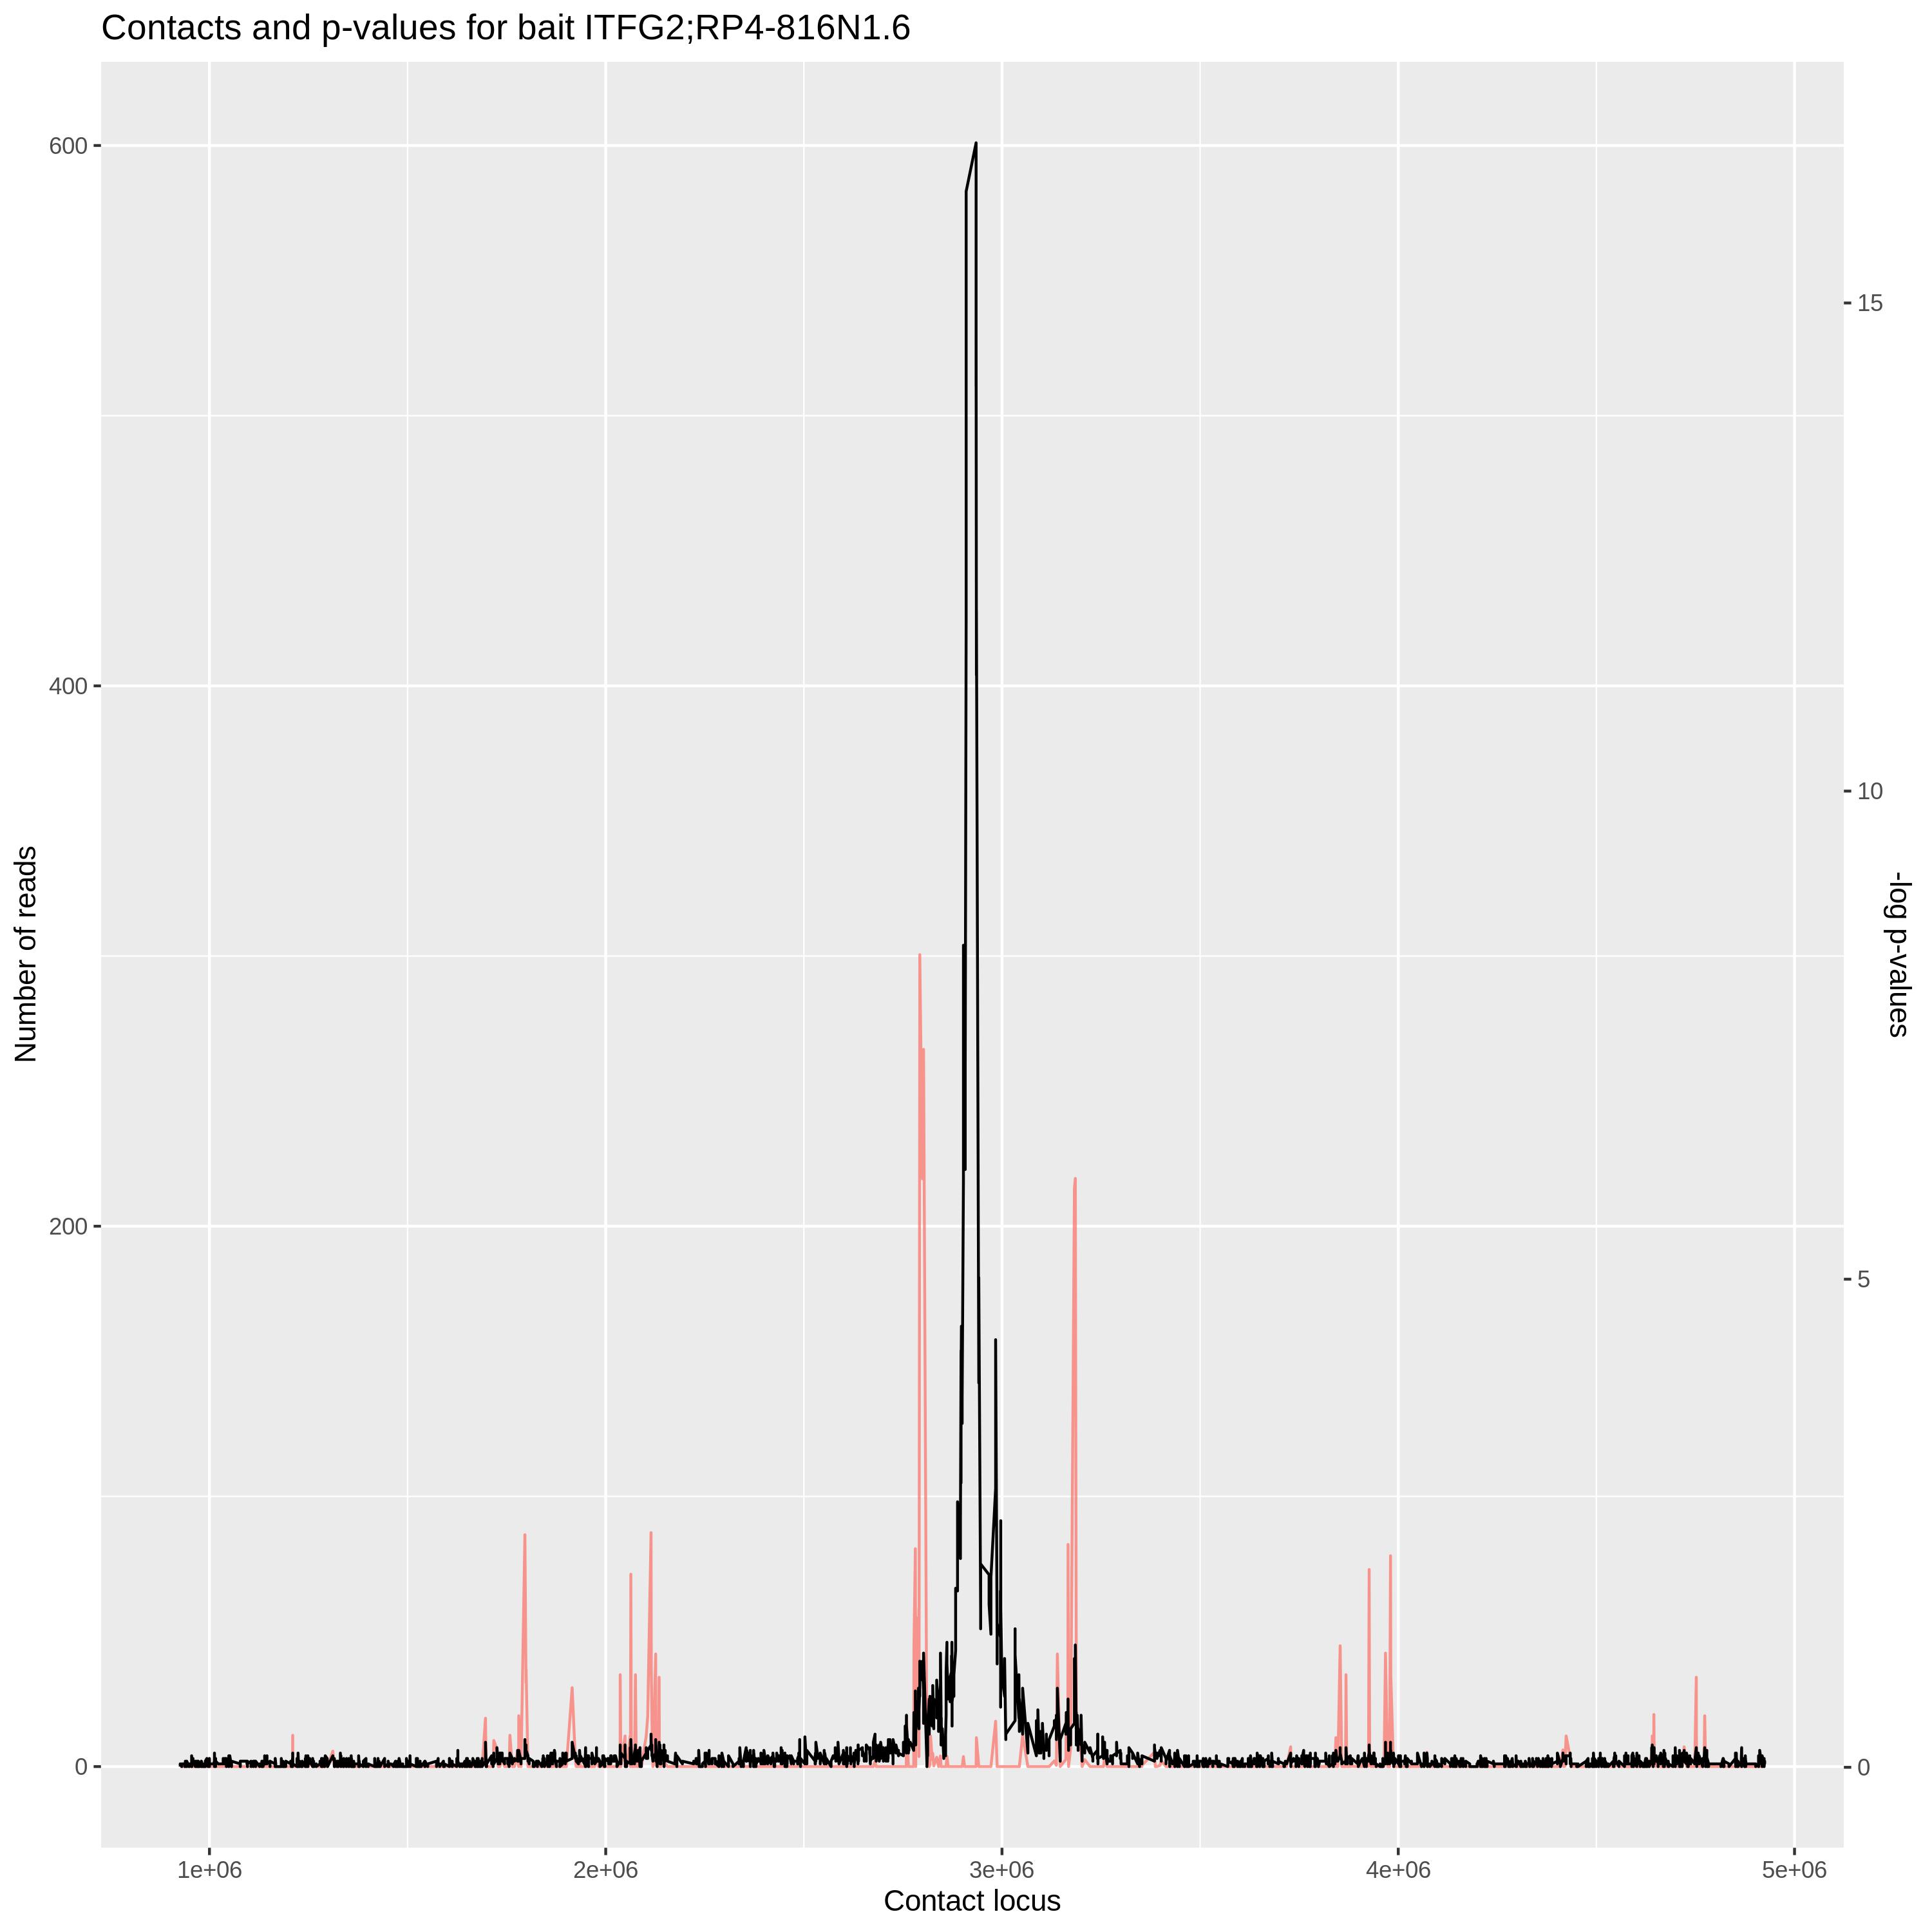 Contacts and p-values for bait ITFG2;RP4-816N1.6
600
400
200
0
Number of reads
15
10
5
0
-log p-values
1e+06
2e+06
3e+06
4e+06
5e+06
Contact locus